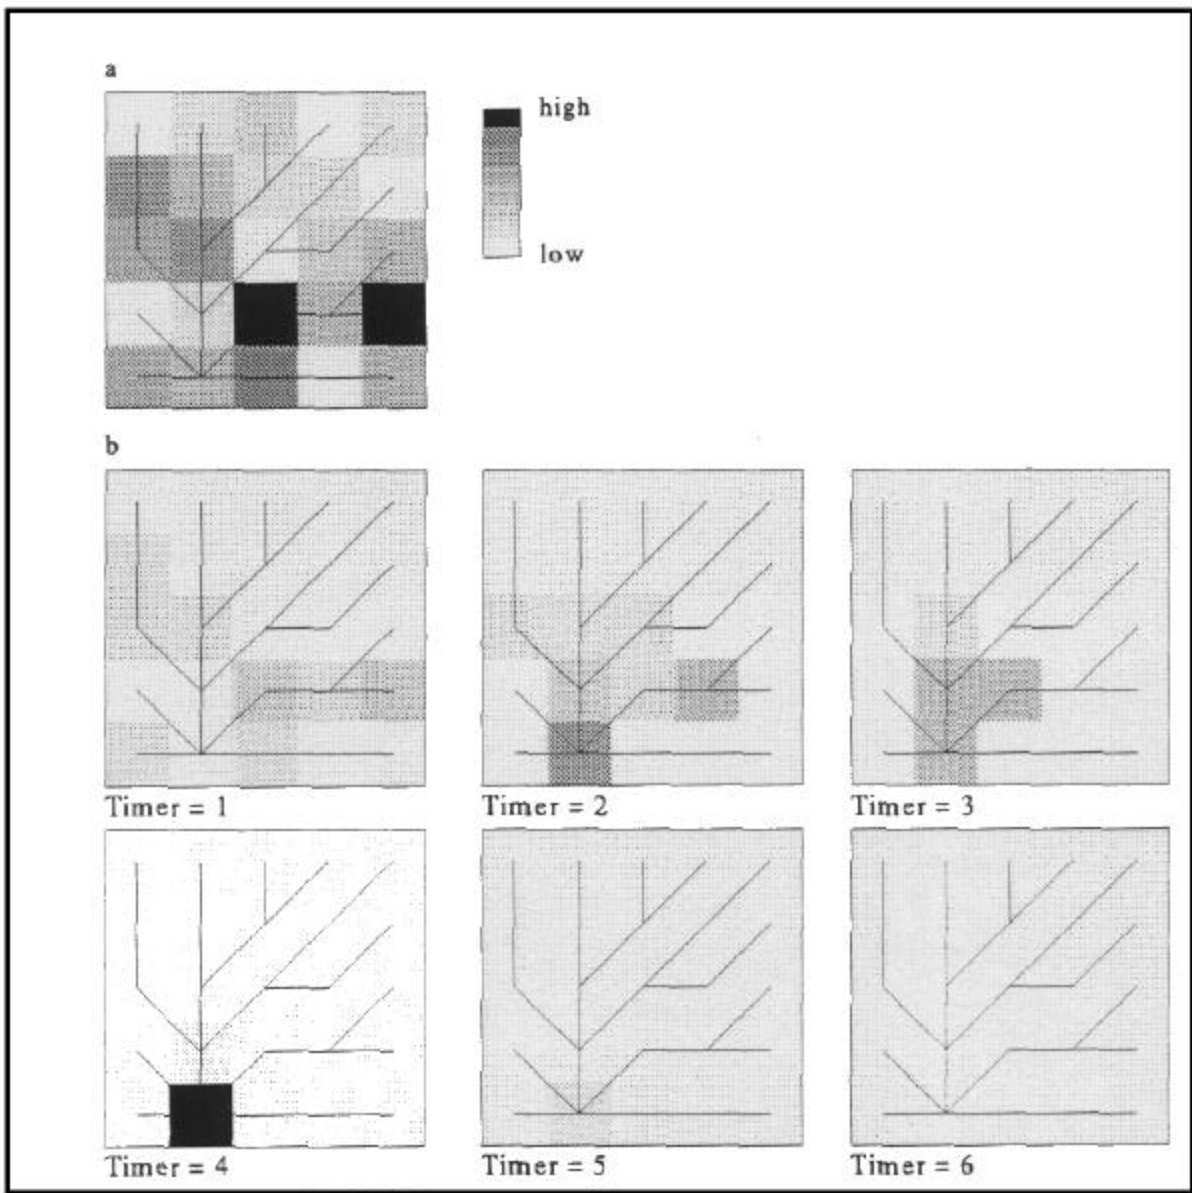 a
high
low
b
Timer = 1
Timer = 2
Timer = 3
Timer = 4
Timer = 5
Timer = 6